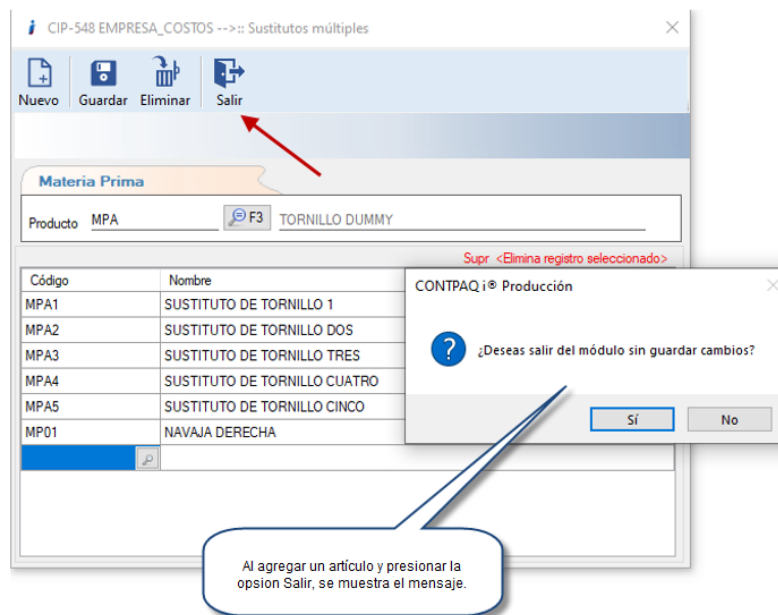 CIP-548 EMPRESA_COSTOS -->:: Sustitutos múltiples
Nuevo Guardar Eliminar Salir
Materia Prima
Producto MPA F3 TORNILLO DUMMY
Supr <Elimina registro seleccionado>
Código Nombre
MPA1 SUSTITUTO DE TORNILLO 1
MPA2 SUSTITUTO DE TORNILLO DOS
MPA3 SUSTITUTO DE TORNILLO TRES
MPA4 SUSTITUTO DE TORNILLO CUATRO
MPA5 SUSTITUTO DE TORNILLO CINCO
MP01 NAVAJA DERECHA
CONTPAQ i® Producción
¿Deseas salir del módulo sin guardar cambios?
Sí No
Al agregar un artículo y presionar la
opsion Salir, se muestra el mensaje.